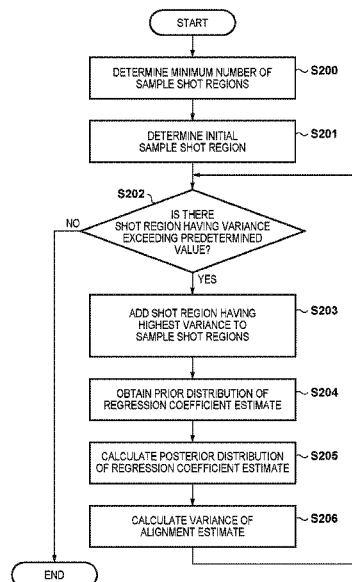 START
DETERMINE MINIMUM NUMBER OF
SAMPLE SHOT REGIONS
S200
DETERMINE INITIAL
SAMPLE SHOT REGION
S201
S202
IS THERE
SHOT REGION HAVING VARIANCE
EXCEEDING PREDETERMINED
VALUE?
NO
YES
ADD SHOT REGION HAVING
HIGHEST VARIANCE TO
SAMPLE SHOT REGIONS
S203
OBTAIN PRIOR DISTRIBUTION OF
REGRESSION COEFFICIENT ESTIMATE
S204
CALCULATE POSTERIOR DISTRIBUTION
OF REGRESSION COEFFICIENT ESTIMATE
S205
CALCULATE VARIANCE OF
ALIGNMENT ESTIMATE
S206
END